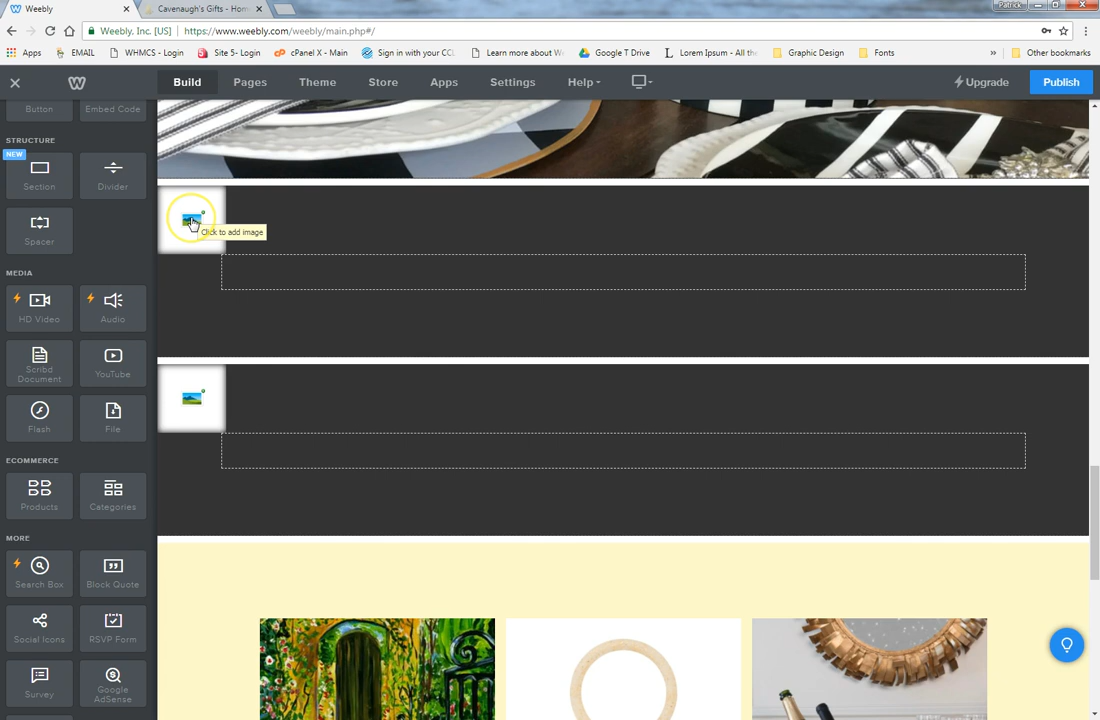 Patrick
Weebly
Cavenaugh's Gifts - Hom
Weebly, Inc. [US]
https://www.weebly.com/weebly/main.php#/
Apps
EMAIL
WHMCS - Login
Site 5- Login
cPanel X - Main
Sign in with your CCL
Learn more about W
Google T Drive
Lorem Ipsum - All the
Graphic Design
Fonts
»
Other bookmarks
Build
Pages
Theme
Store
Apps
Settings
Help
Upgrade
Publish
Button
Embed Code
STRUCTURE
NEW
Section
Divider
Spacer
MEDIA
HD Video
Audio
Scribd
Document
YouTube
Flash
File
ECOMMERCE
Products
Categories
MORE
Search Box
Block Quote
Social Icons
RSVP Form
Survey
Google
AdSense
Click to add image